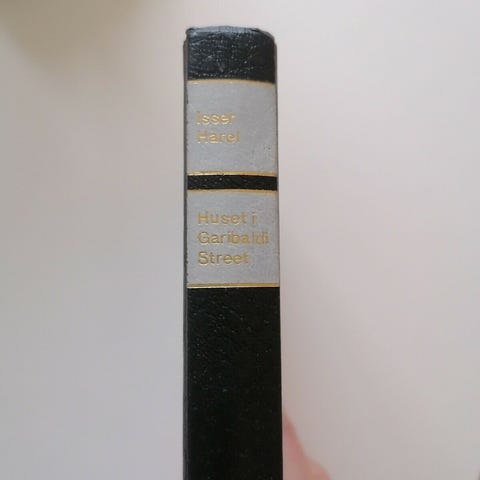 Isser
Harel
Huset i
Garibaldi
Street